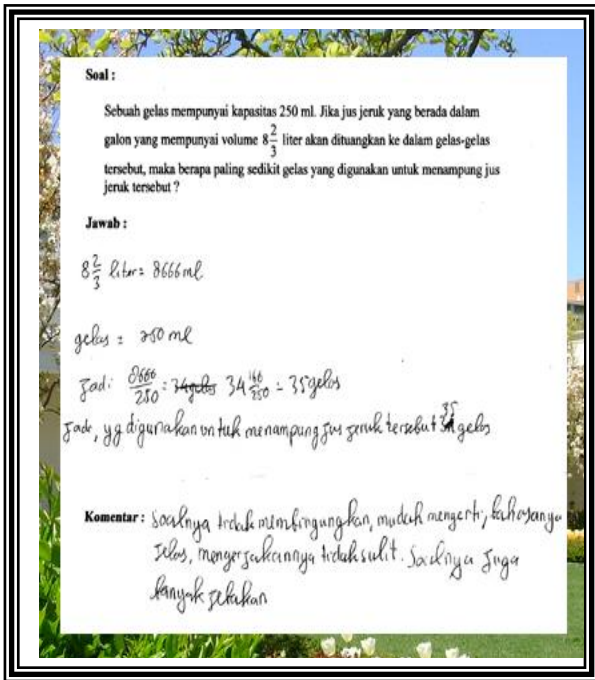 Soal :
Sebuah gelas mempunyai kapasitas 250 ml. Jika jus jeruk yang berada dalam
galon yang mempunyai volume 8 2/3 liter akan dituangkan ke dalam gelas-gelas
tersebut, maka berapa paling sedikit gelas yang digunakan untuk menampung jus
jeruk tersebut ?
Jawab :
8 2/3 liter = 8666 ml
gelas = 250 ml
Jadi 8666/250 = 34 166/250 = 35 gelas
Jadi, yg digunakan untuk menampung jus jeruk tersebut 35 gelas
Komentar : Soalnya tidak membingungkan, mudah mengerti, bahasanya
jelas, mengerjakannya tidak sulit. Soalnya juga
banyak jebakan